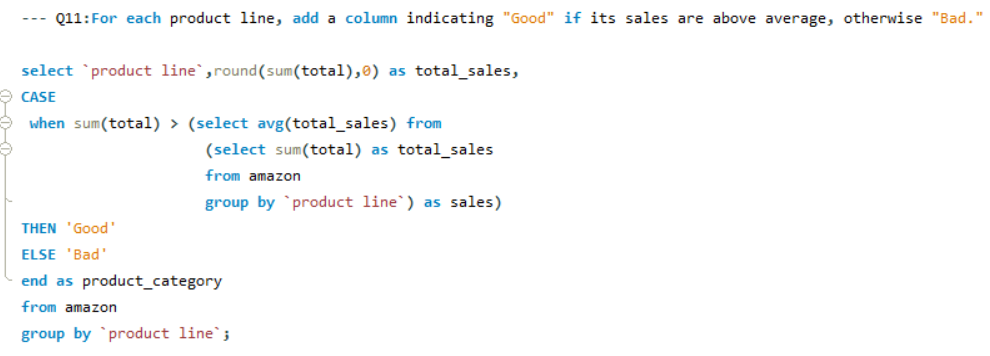 --- Q11:For each product line, add a column indicating "Good" if its sales are above average, otherwise "Bad."
select `product line`,round(sum(total),0) as total_sales,
CASE
when sum(total) > (select avg(total_sales) from
(select sum(total) as total_sales
from amazon
group by `product line`) as sales)
THEN 'Good'
ELSE 'Bad'
end as product_category
from amazon
group by `product line`;